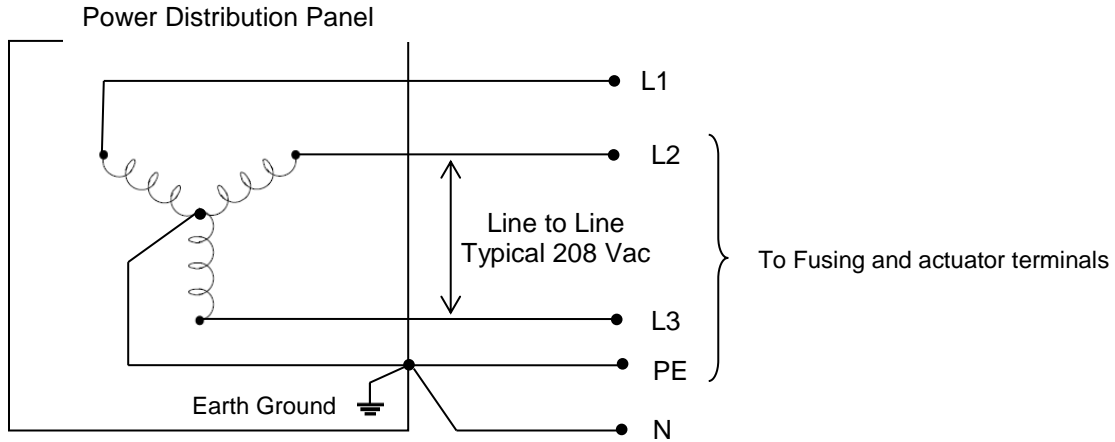 Power Distribution Panel
L1
L2
Line to Line
Typical 208 Vac
To Fusing and actuator terminals
L3
PE
Earth Ground
N